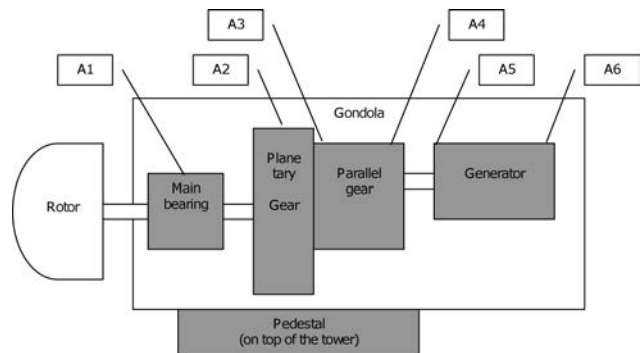 A3
A4
A1
A2
A5
A6
Gondola
Plane
tary
Gear
Main
bearing
Parallel
gear
Generator
Rotor
Pedestal
(on top of the tower)